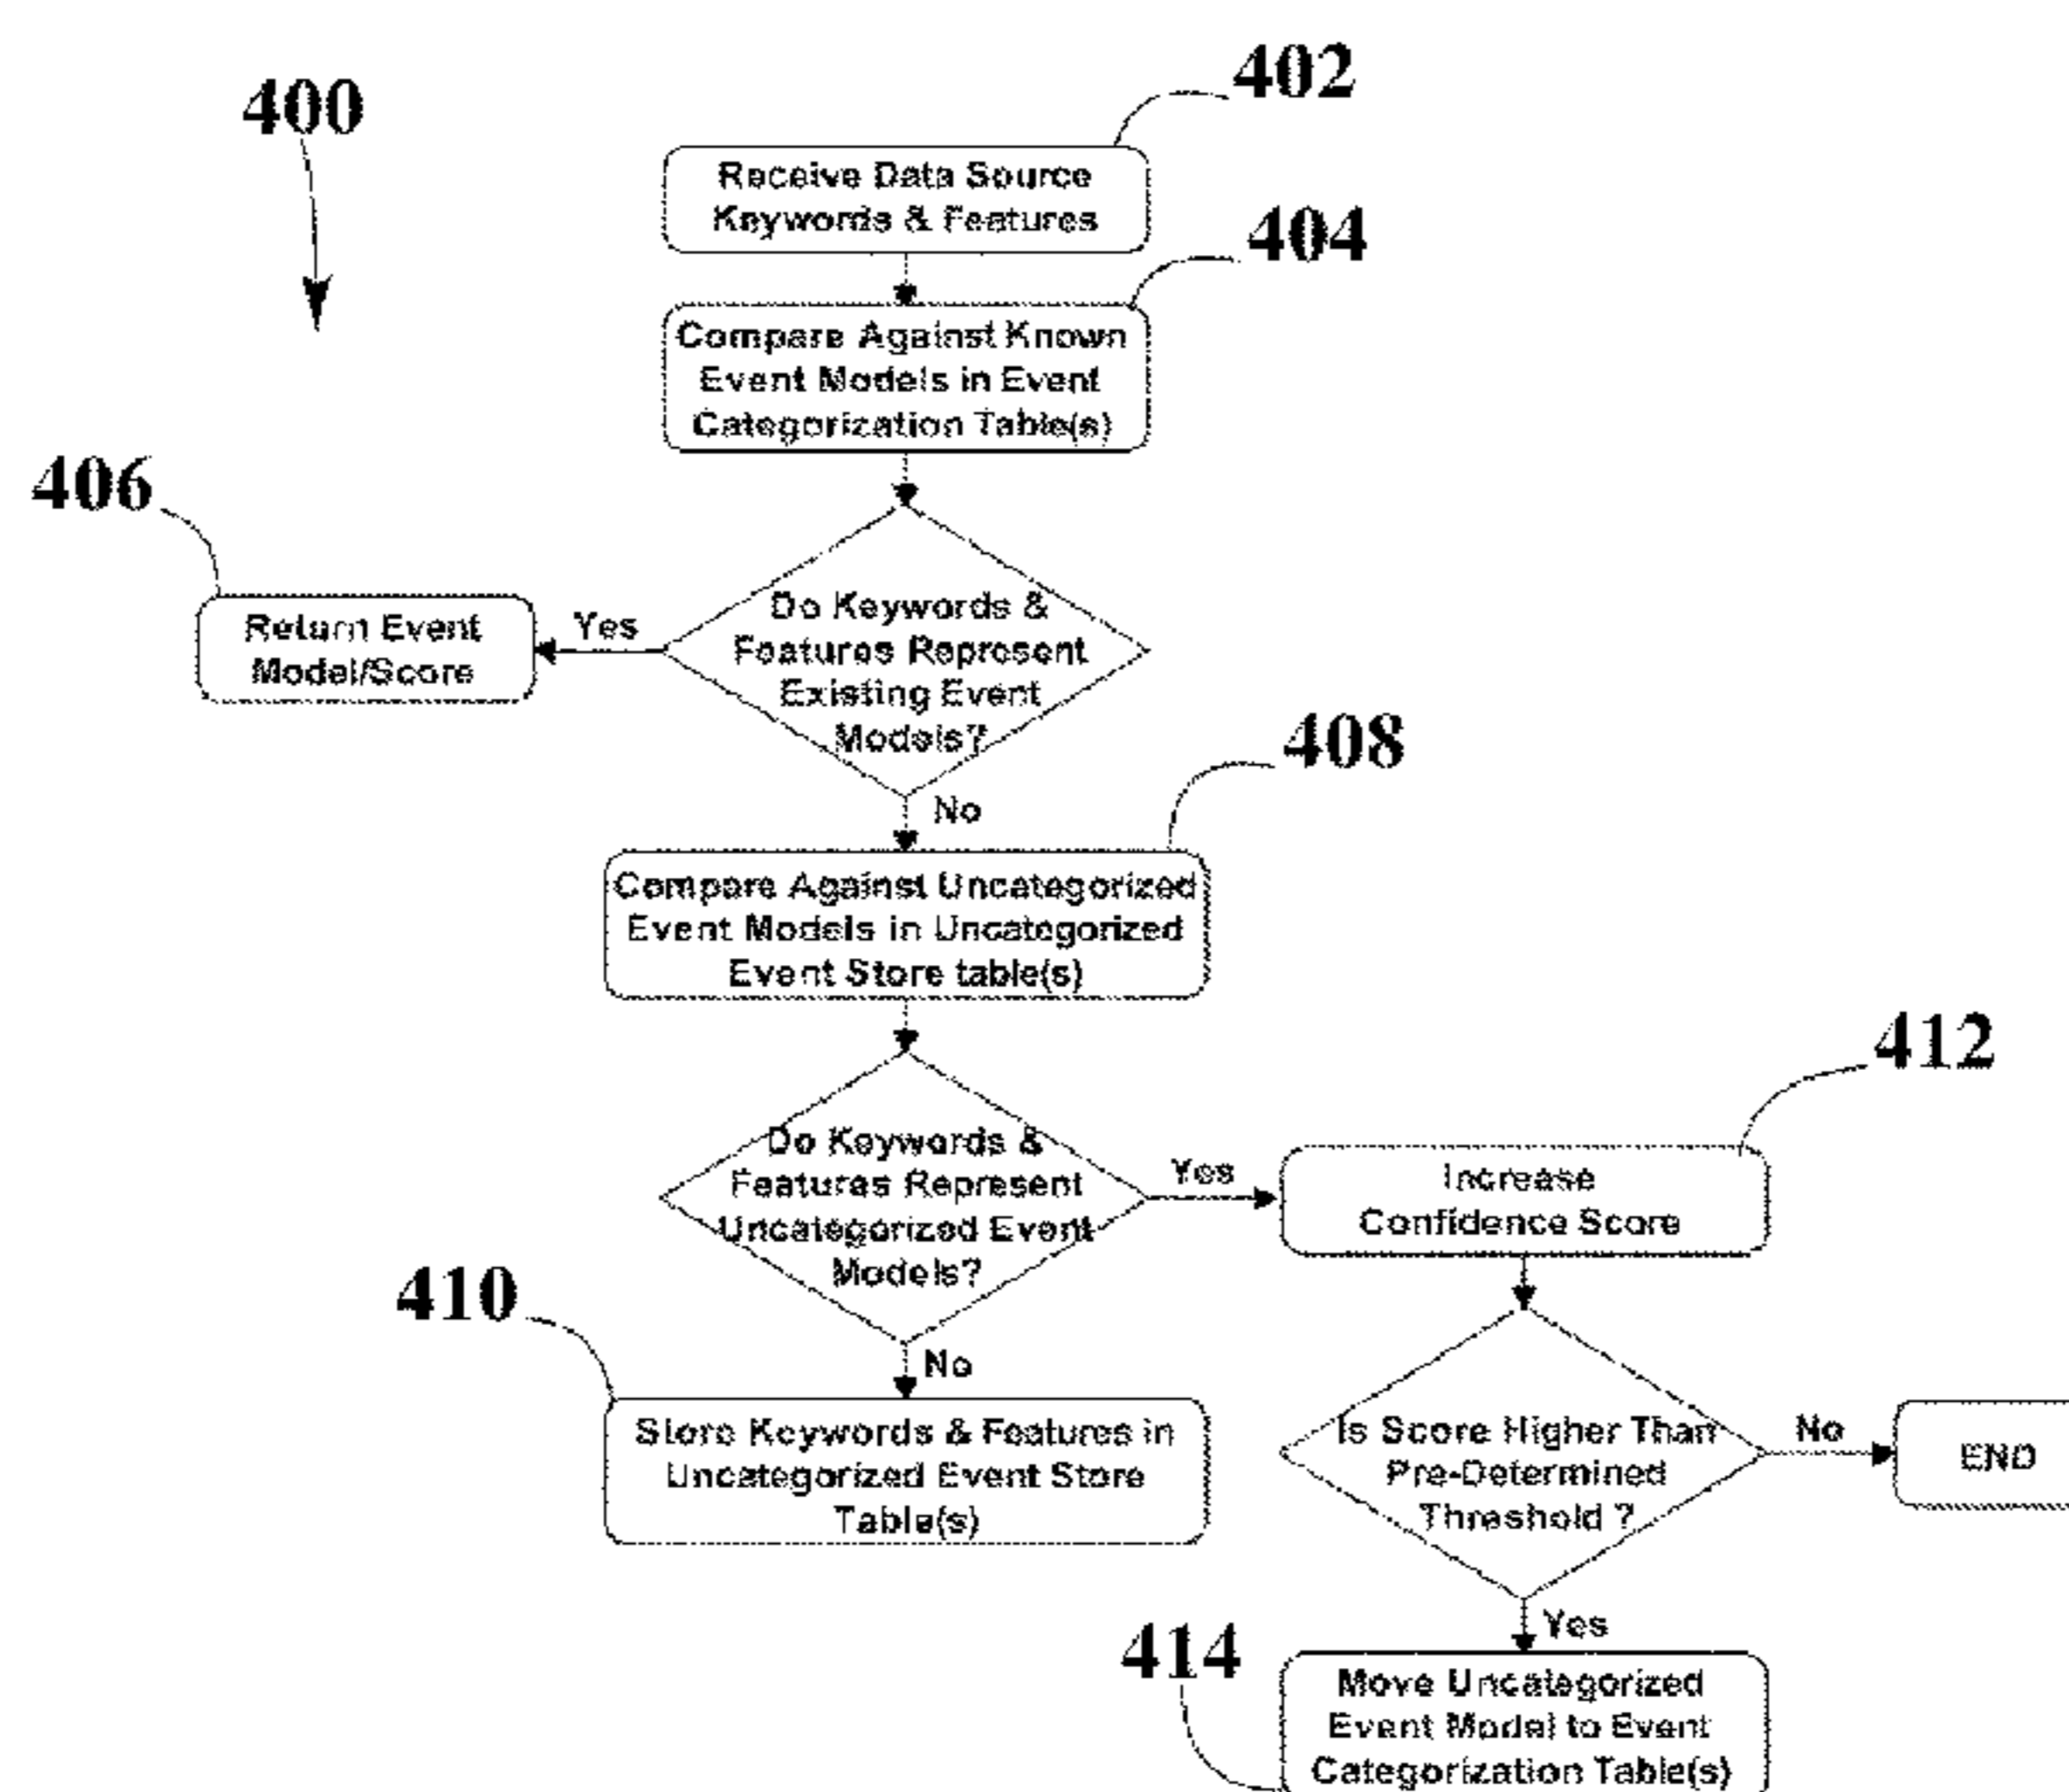 400
402
Receive Data Source
Keywords & Features
404
Compare Against Known
Event Models in Event
Categorization Table(s)
406
Return Event
Model/Score
Yes
Do Keywords &
Features Represent
Existing Event
Models?
No
408
Compare Against Uncategorized
Event Models in Uncategorized
Event Store table(s)
Do Keywords &
Features Represent
Uncategorized Event
Models?
Yes
412
Increase
Confidence Score
410
No
Store Keywords & Features in
Uncategorized Event Store
Table(s)
Is Score Higher Than
Pre-Determined
Threshold ?
No
END
Yes
414
Move Uncategorized
Event Model to Event
Categorization Table(s)